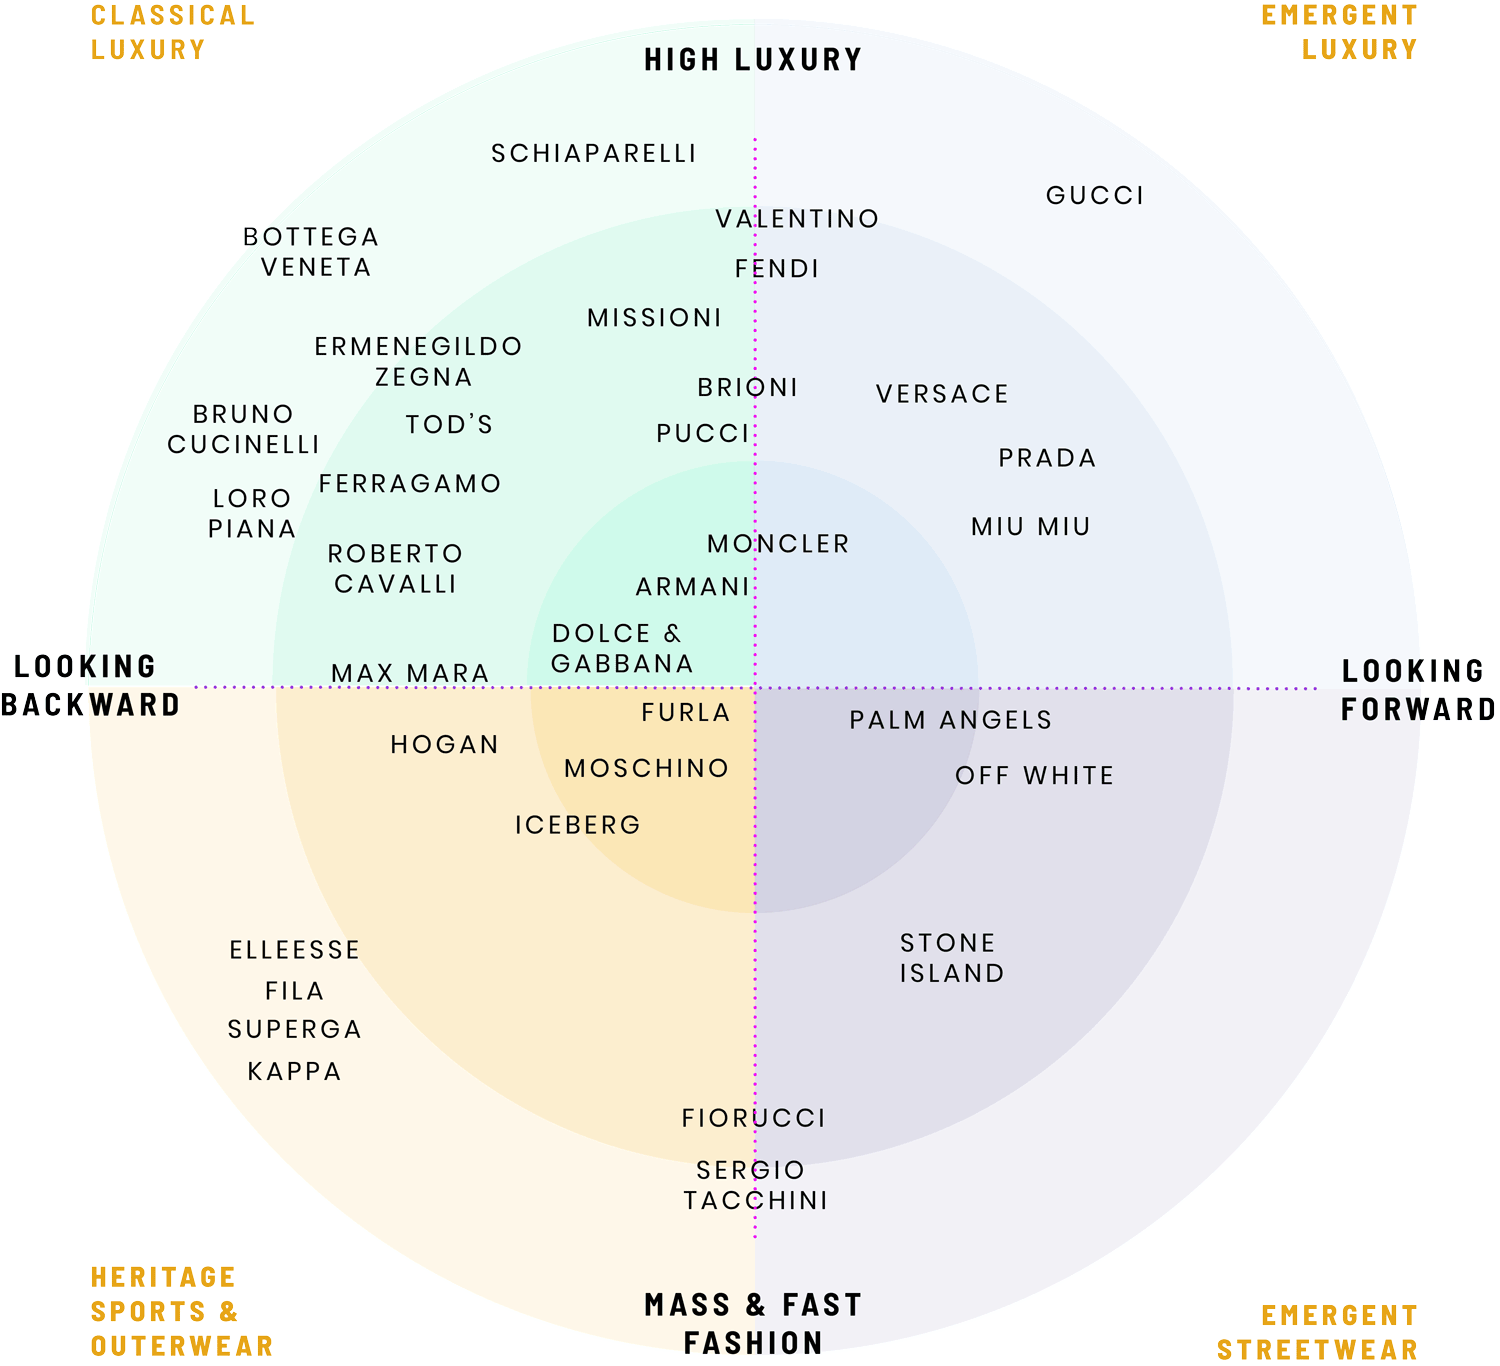 CLASSICAL
LUXURY
EMERGENT
LUXURY
HIGH LUXURY
SCHIAPARELLI
GUCCI
VALENTINO
BOTTEGA
VENETA
FENDI
MISSIONI
ERMENEGILDO
ZEGNA
BRIONI
VERSACE
BRUNO
CUCINELLI
TOD’S
PUCCI
PRADA
FERRAGAMO
LORO
PIANA
MIU MIU
MONCLER
ROBERTO
CAVALLI
ARMANI
DOLCE &
GABBANA
MAX MARA
LOOKING
BACKWARD
LOOKING
FORWARD
FURLA
PALM ANGELS
HOGAN
MOSCHINO
OFF WHITE
ICEBERG
ELLEESSE
STONE
ISLAND
FILA
SUPERGA
KAPPA
FIORUCCI
SERGIO
TACCHINI
HERITAGE
SPORTS &
OUTERWEAR
MASS & FAST
FASHION
EMERGENT
STREETWEAR